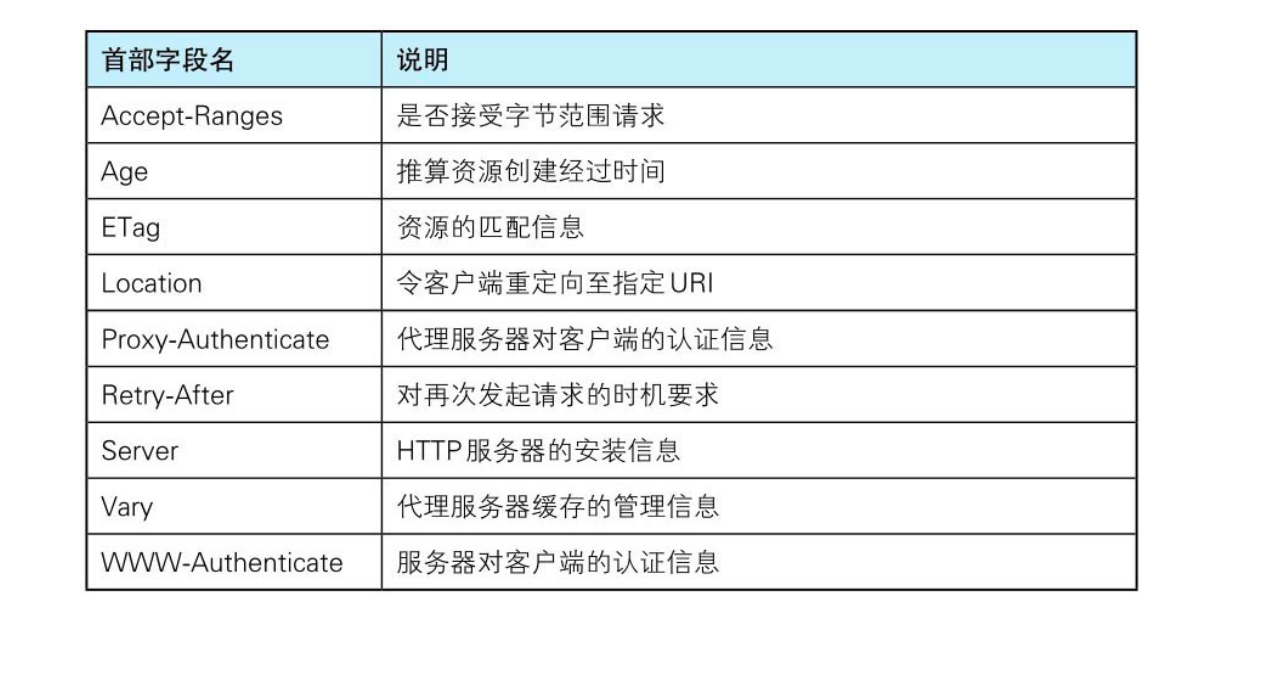 首部字段名 说明
Accept-Ranges 是否接受字节范围请求
Age 推算资源创建经过时间
ETag 资源的匹配信息
Location 令客户端重定向至指定URI
Proxy-Authenticate 代理服务器对客户端的认证信息
Retry-After 对再次发起请求的时机要求
Server HTTP服务器的安装信息
Vary 代理服务器缓存的管理信息
WWW-Authenticate 服务器对客户端的认证信息